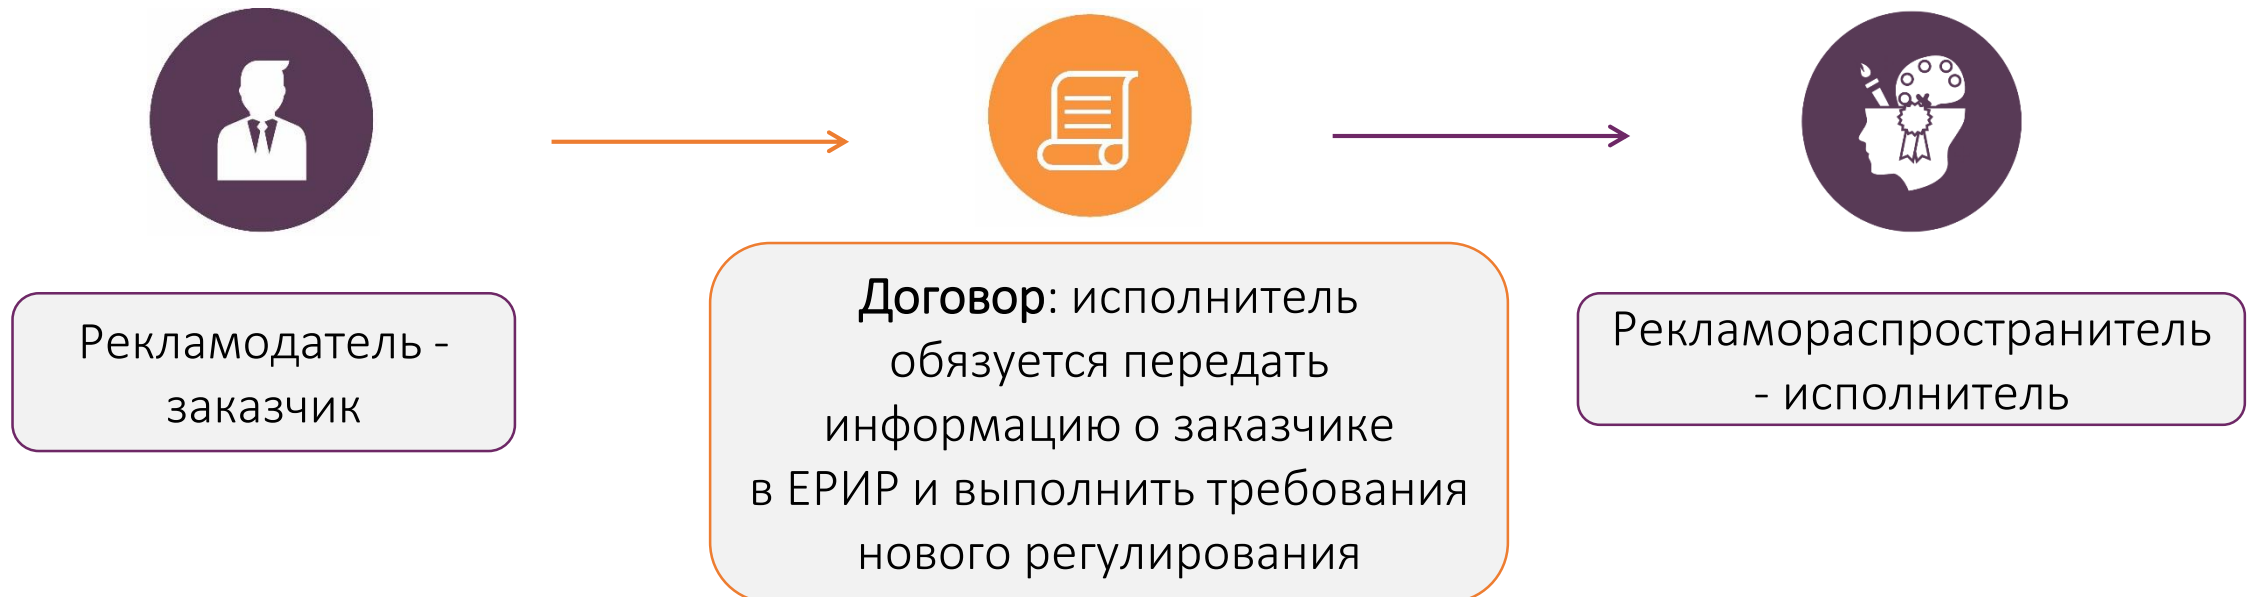 Рекламодатель -
заказчик
Договор: исполнитель
обязуется передать
информацию о заказчике
в ЕРИР и выполнить требования
нового регулирования
Рекламораспространитель
- исполнитель